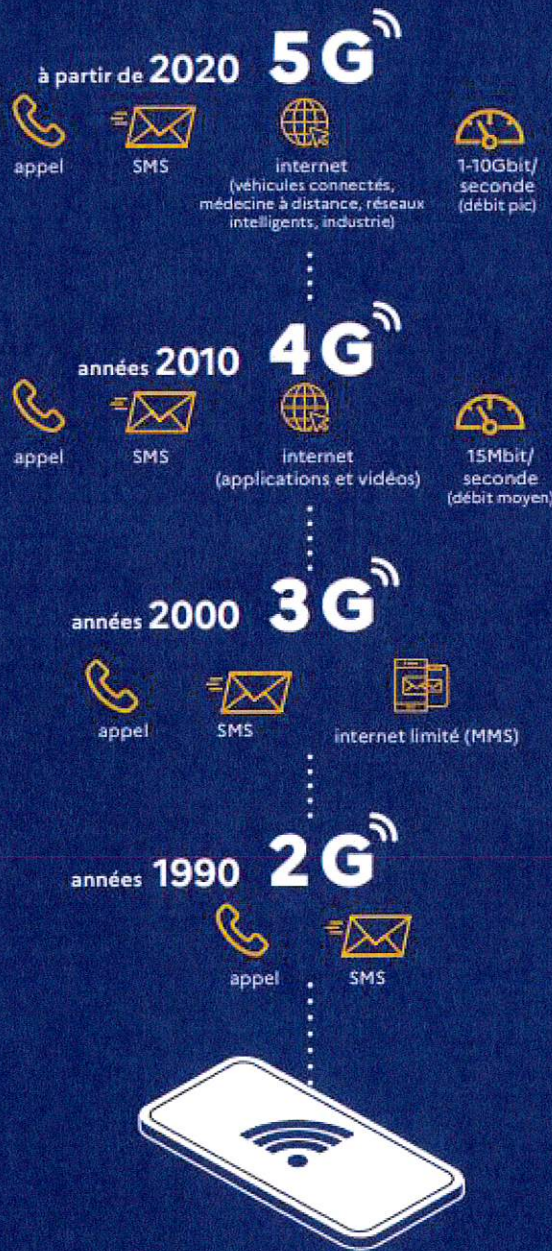 à partir de 2020 5G
appel
SMS
internet
(véhicules connectés,
médecine à distance, réseaux
intelligents, industrie)
1-10Gbit/
seconde
(débit pic)
années 2010 4G
appel
SMS
internet
(applications et vidéos)
15Mbit/
seconde
(débit moyen)
années 2000 3G
appel
SMS
internet limité (MMS)
années 1990 2G
appel
SMS